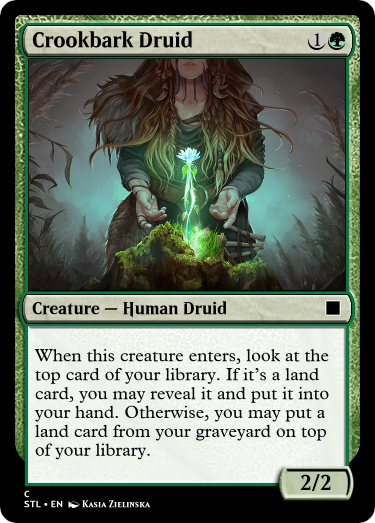 Crookbark Druid 1
Creature — Human Druid
When this creature enters, look at the
top card of your library. If it's a land
card, you may reveal it and put it into
your hand. Otherwise, you may put a
land card from your graveyard on top
of your library.
2/2
C
STL • EN Kasia Zielinska